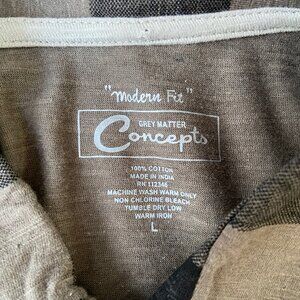 "Modern Fit"
GREY MATTER
Concepts
100% COTTON
MADE IN INDIA
RN 112346
MACHINE WASH WARM ONLY
NON CHLORINE BLEACH
TUMBLE DRY LOW
WARM IRON
L